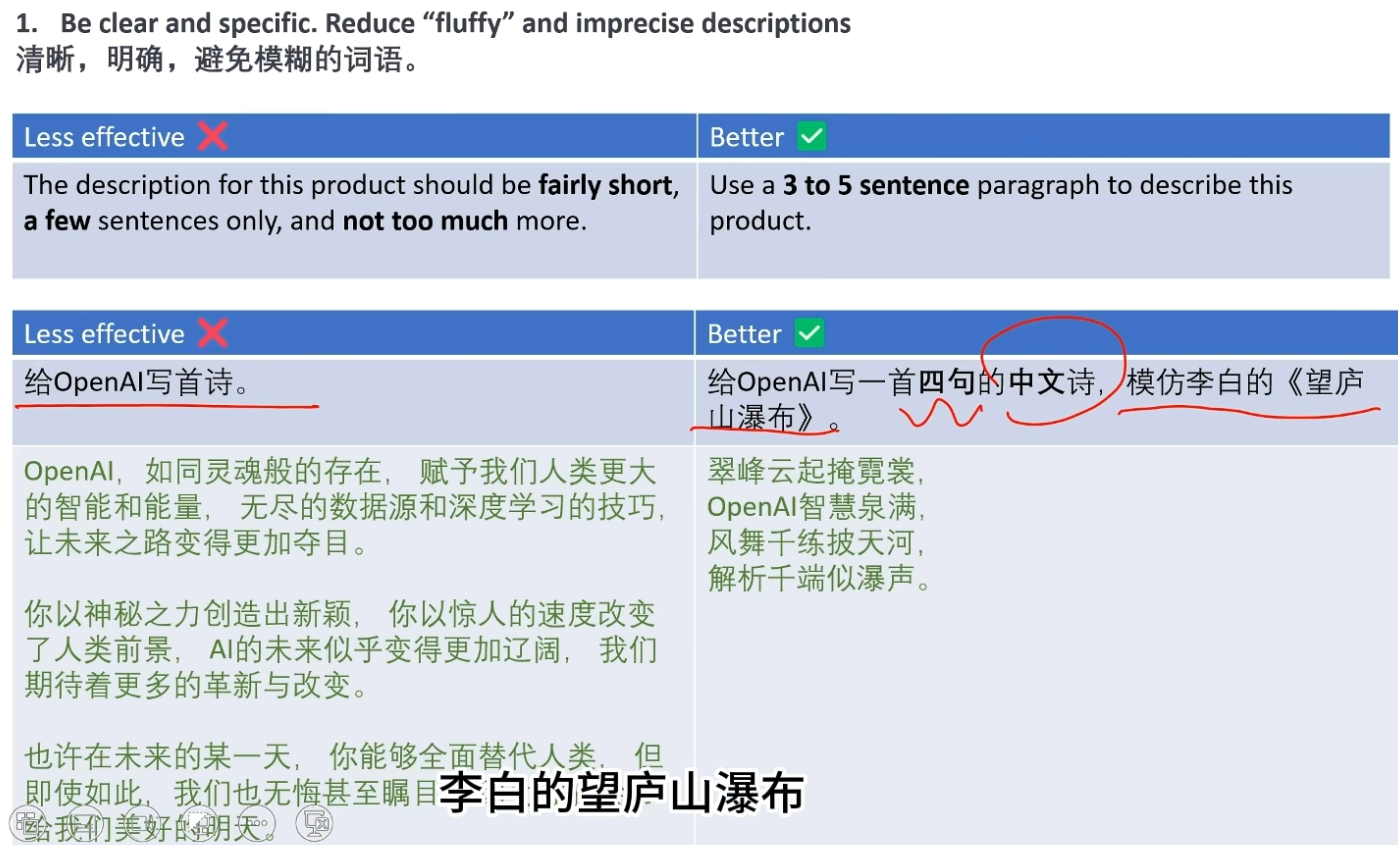 1. Be clear and specific. Reduce “fluffy” and imprecise descriptions
清晰，明确，避免模糊的词语。
Less effective ❌
Better ✅
The description for this product should be fairly short,
a few sentences only, and not too much more.
Use a 3 to 5 sentence paragraph to describe this
product.
Less effective ❌
Better ✅
给OpenAI写首诗。
给OpenAI写一首四句的中文诗，模仿李白的《望庐
山瀑布》。
OpenAI，如同灵魂般的存在， 赋予我们人类更大
的智能和能量， 无尽的数据源和深度学习的技巧,
让未来之路变得更加夺目。
你以神秘之力创造出新颖， 你以惊人的速度改变
了人类前景， AI的未来似乎变得更加辽阔， 我们
期待着更多的革新与改变。
也许在未来的某一天， 你能够全面替代人类， 但
即使如此，我们也无悔甚至瞩目
给我们美好的明天。
翠峰云起掩霓裳，
OpenAI智慧泉满，
风舞千练披天河，
解析千端似瀑声。
李白的望庐山瀑布